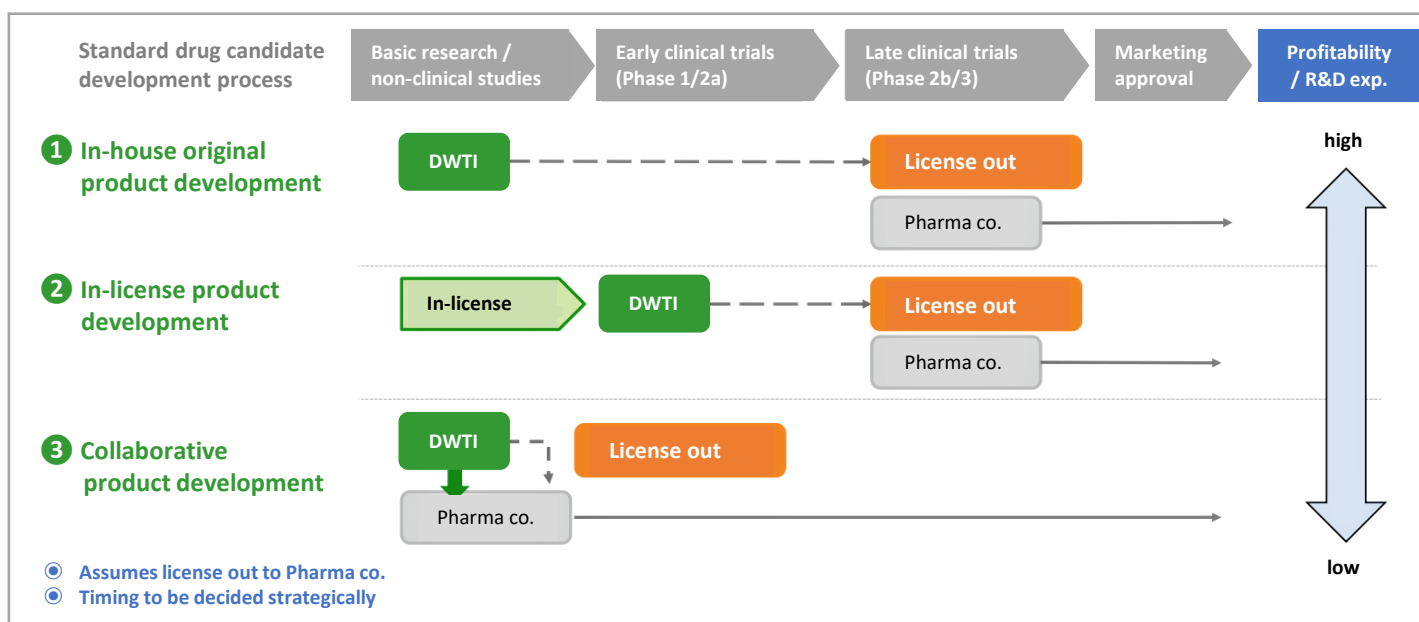 Standard drug candidate
development process
Basic research /
non-clinical studies
Early clinical trials
(Phase 1/2a)
Late clinical trials
(Phase 2b/3)
Marketing
approval
Profitability
/ R&D exp.
1 In-house original
product development
DWTI
License out
Pharma co.
high
2 In-license product
development
In-license
DWTI
License out
Pharma co.
3 Collaborative
product development
DWTI
License out
Pharma co.
low
Assumes license out to Pharma co.
Timing to be decided strategically